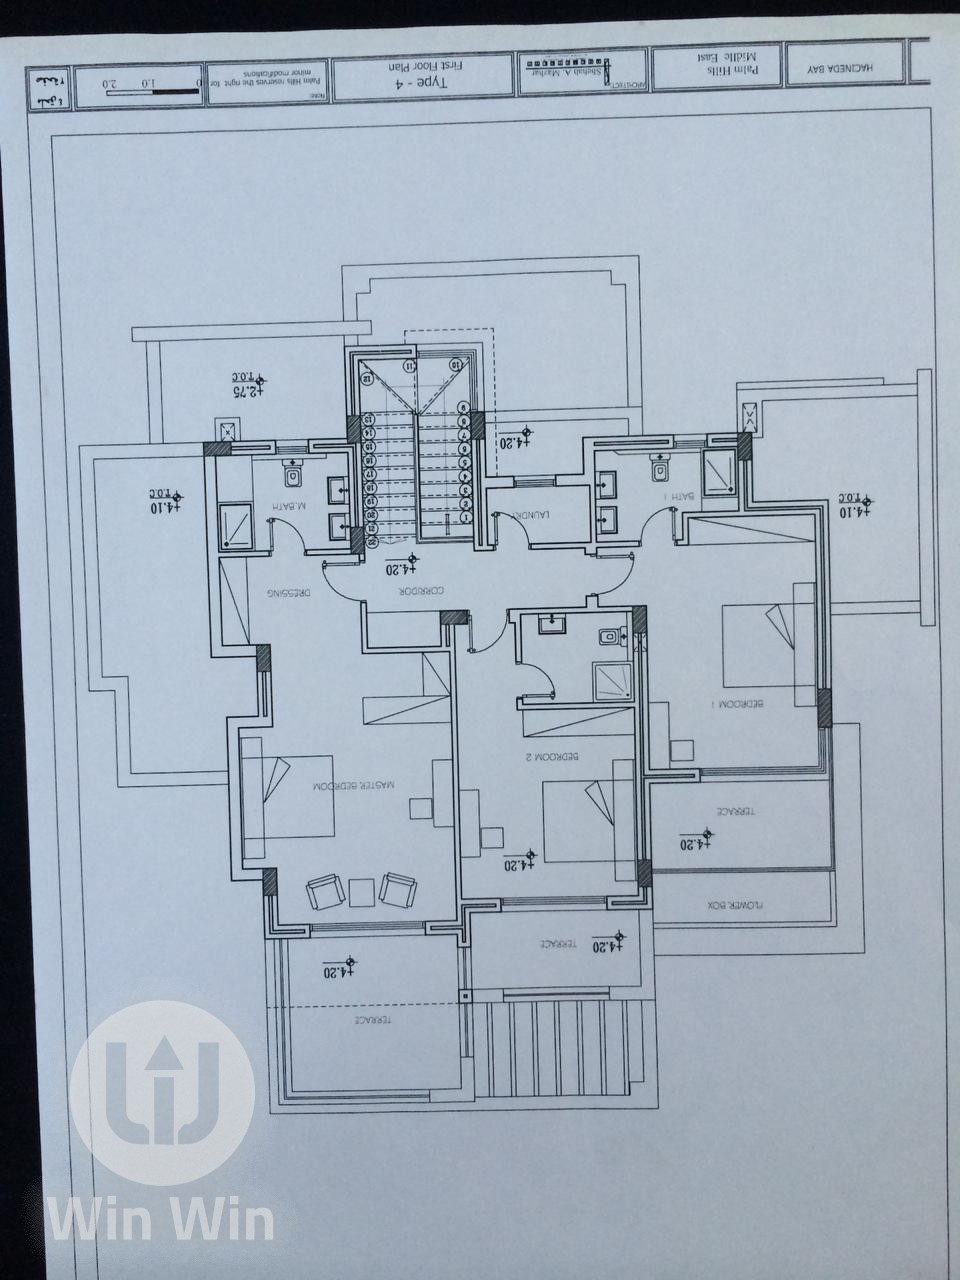 HACINEDA BAY
Palm Hills
Middle East
ARCHITECT:
Shehab A. Mazhar
Type - 4
First Floor Plan
Note:
Palm Hills reserves the right for
minor modifications
0 1.0 2.0
FLOWER BOX
TERRACE
+4.20
TERRACE
+4.20
TERRACE
+4.20
BEDROOM 1
BEDROOM 2
+4.20
MASTER BEDROOM
DRESSING
CORRIDOR
+4.20
LAUNDRY
BATH 1
M.BATH
+4.20
+4.10
T.O.C
+4.10
T.O.C
+2.75
T.O.C
1
2
3
4
5
6
7
8
9
10
11
12
13
14
15
16
17
18
19
20
21
22
Win Win